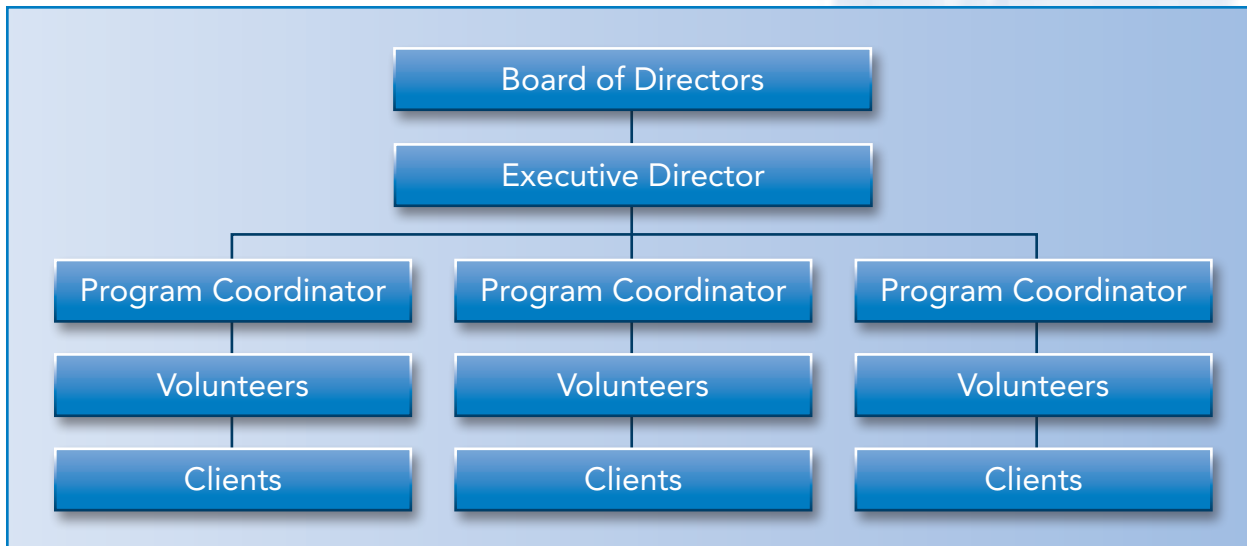 Board of Directors
Executive Director
Program Coordinator
Program Coordinator
Program Coordinator
Volunteers
Volunteers
Volunteers
Clients
Clients
Clients